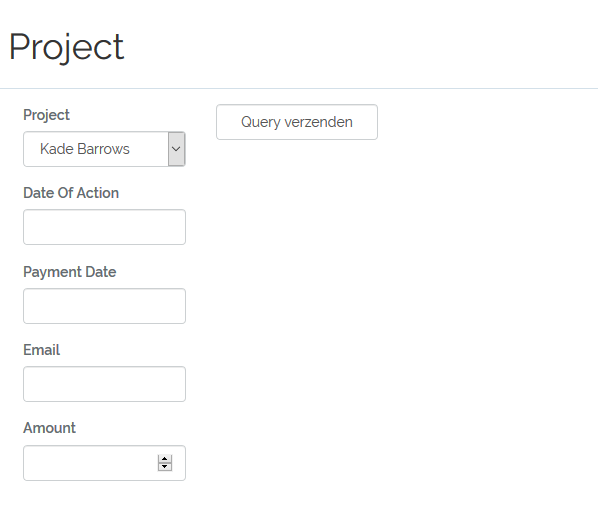 Project
Project
Query verzenden
Kade Barrows
Date Of Action
Payment Date
Email
Amount